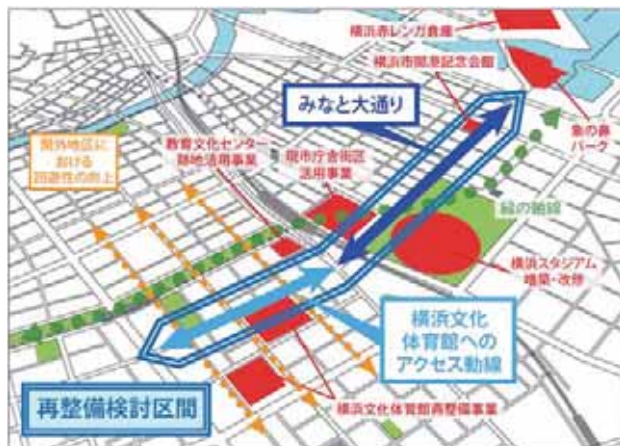 横浜赤レンガ倉庫
横浜市開港記念会館
みなと大通り
象の鼻
パーク
関外地区に
おける
回遊性の向上
教育文化センター
跡地活用事業
現市庁舎街区
活用事業
緑の軸線
横浜スタジアム
増築・改修
横浜文化
体育館への
アクセス動線
再整備検討区間
横浜文化体育館再整備事業